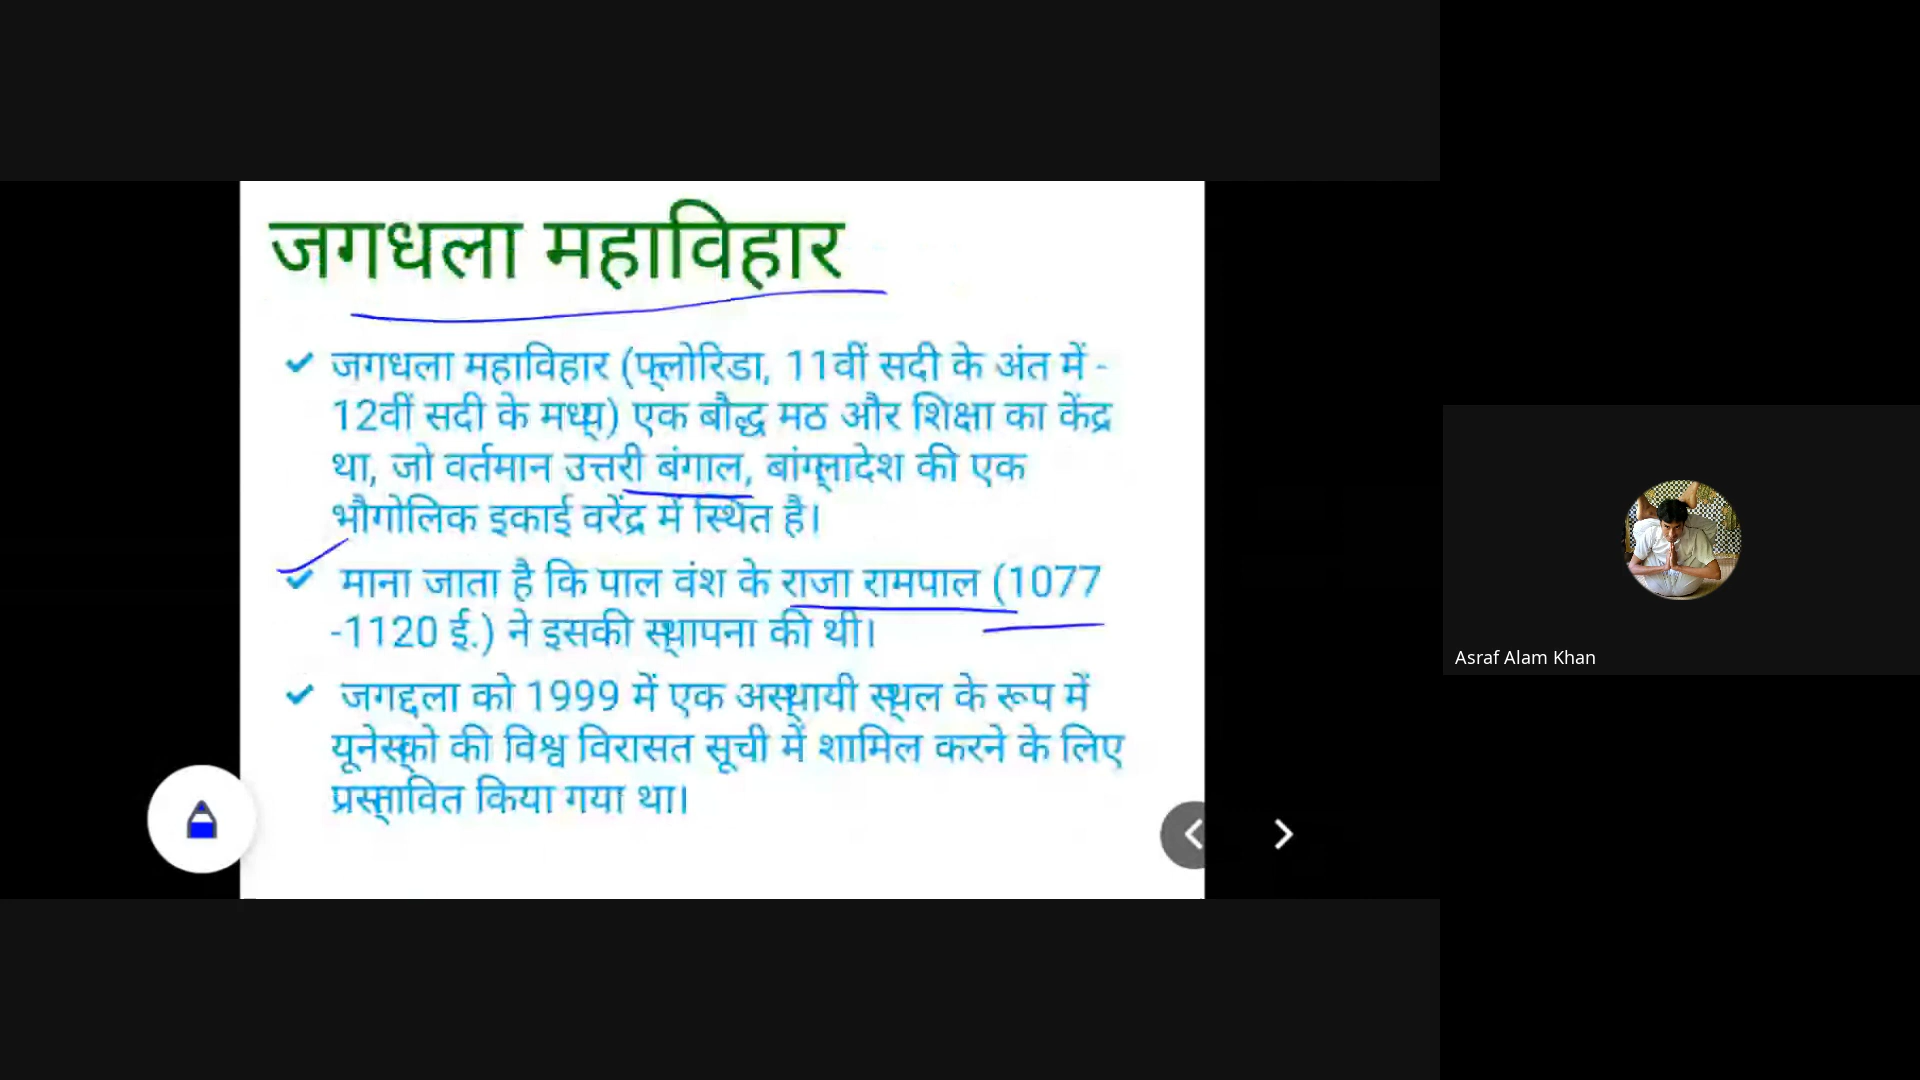 जगधला महाविहार
जगधला महाविहार (फ्लोरिडा, 11वीं सदी के अंत में -
12वीं सदी के मध्य) एक बौद्ध मठ और शिक्षा का केंद्र
था, जो वर्तमान उत्तरी बंगाल, बांग्लादेश की एक
भौगोलिक इकाई वरेंद्र में स्थित है।
माना जाता है कि पाल वंश के राजा रामपाल (1077
-1120 ई.) ने इसकी स्थापना की थी।
जगद्दला को 1999 में एक अस्थायी स्थल के रूप में
यूनेस्को की विश्व विरासत सूची में शामिल करने के लिए
प्रस्तावित किया गया था।
Asraf Alam Khan